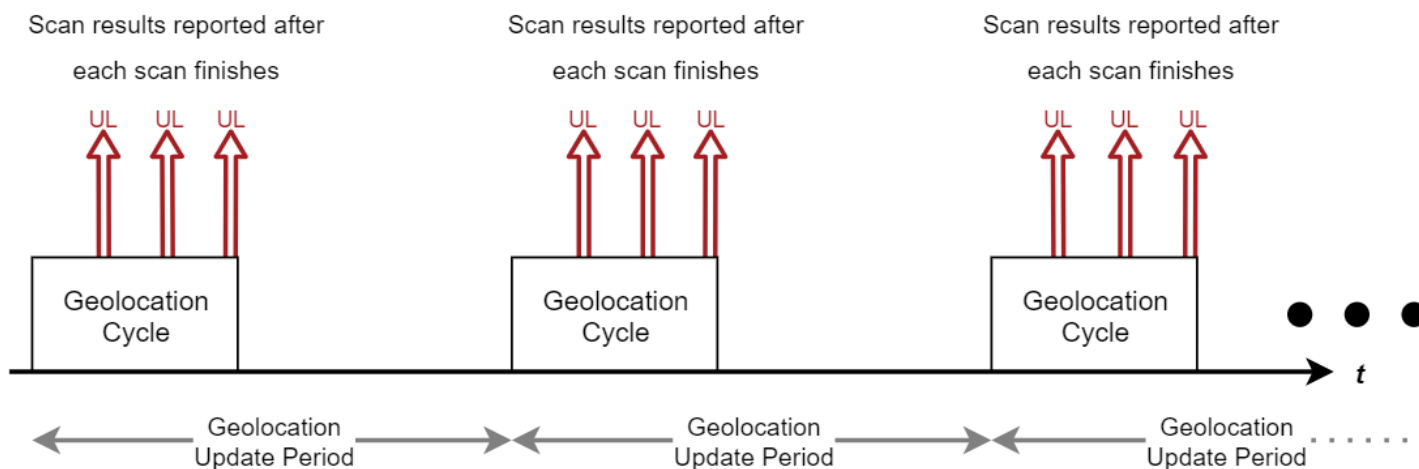 Scan results reported after
each scan finishes
Scan results reported after
each scan finishes
Scan results reported after
each scan finishes
UL UL UL
UL UL UL
UL UL UL
Geolocation
Cycle
Geolocation
Cycle
Geolocation
Cycle
t
Geolocation
Update Period
Geolocation
Update Period
Geolocation
Update Period